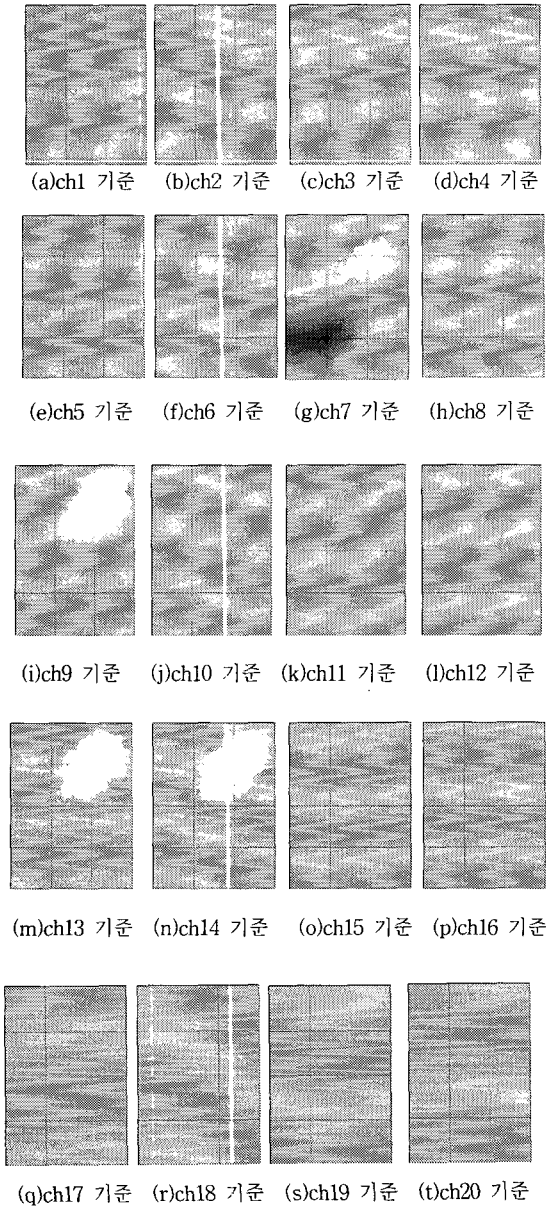 (a)ch1 기준 (b)ch2 기준 (c)ch3 기준 (d)ch4 기준
(e)ch5 기준 (f)ch6 기준 (g)ch7 기준 (h)ch8 기준
(i)ch9 기준 (j)ch10 기준 (k)ch11 기준 (l)ch12 기준
(m)ch13 기준 (n)ch14 기준 (o)ch15 기준 (p)ch16 기준
(q)ch17 기준 (r)ch18 기준 (s)ch19 기준 (t)ch20 기준